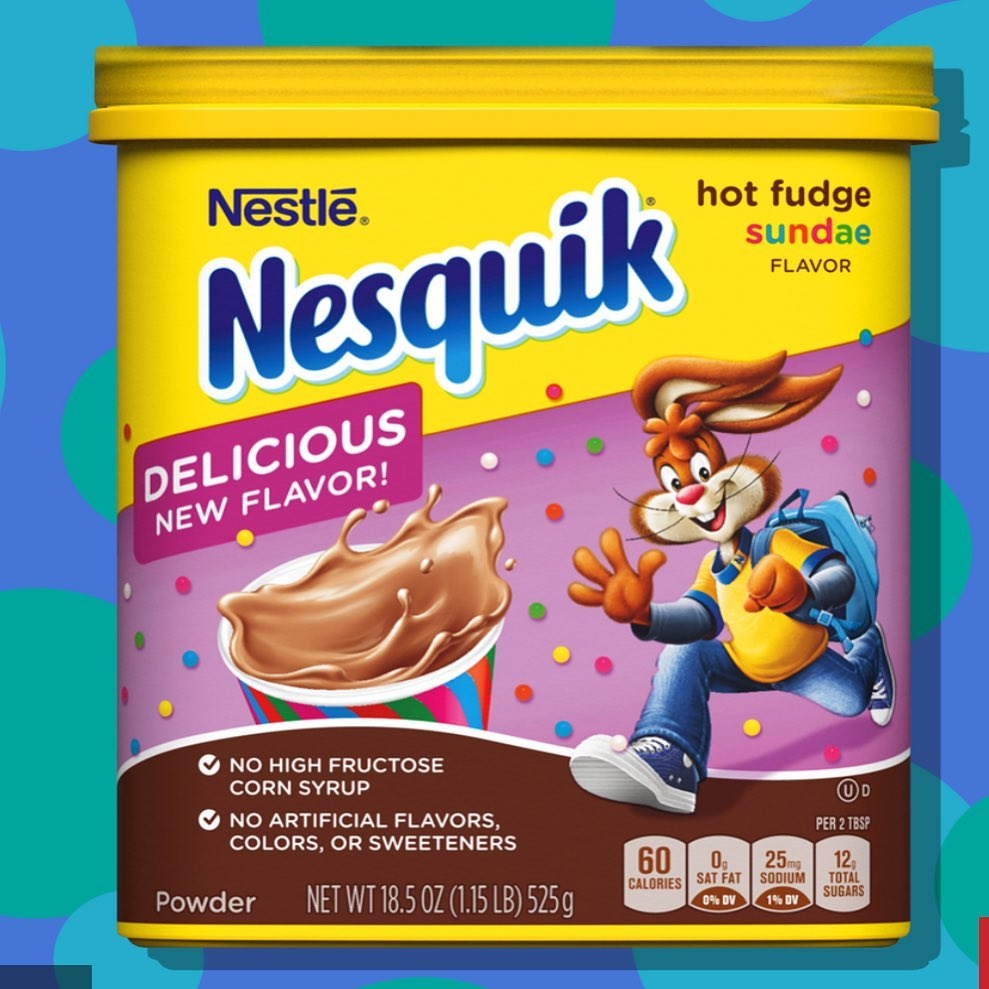 Nestlé®
Nesquik®
hot fudge
sundae
FLAVOR
DELICIOUS
NEW FLAVOR!
NO HIGH FRUCTOSE
CORN SYRUP
NO ARTIFICIAL FLAVORS,
COLORS, OR SWEETENERS
Powder
NET WT 18.5 OZ (1.15 LB) 525g
U D
PER 2 TBSP
60
CALORIES
0g
SAT FAT
0% DV
25mg
SODIUM
1% DV
12g
TOTAL
SUGARS
N